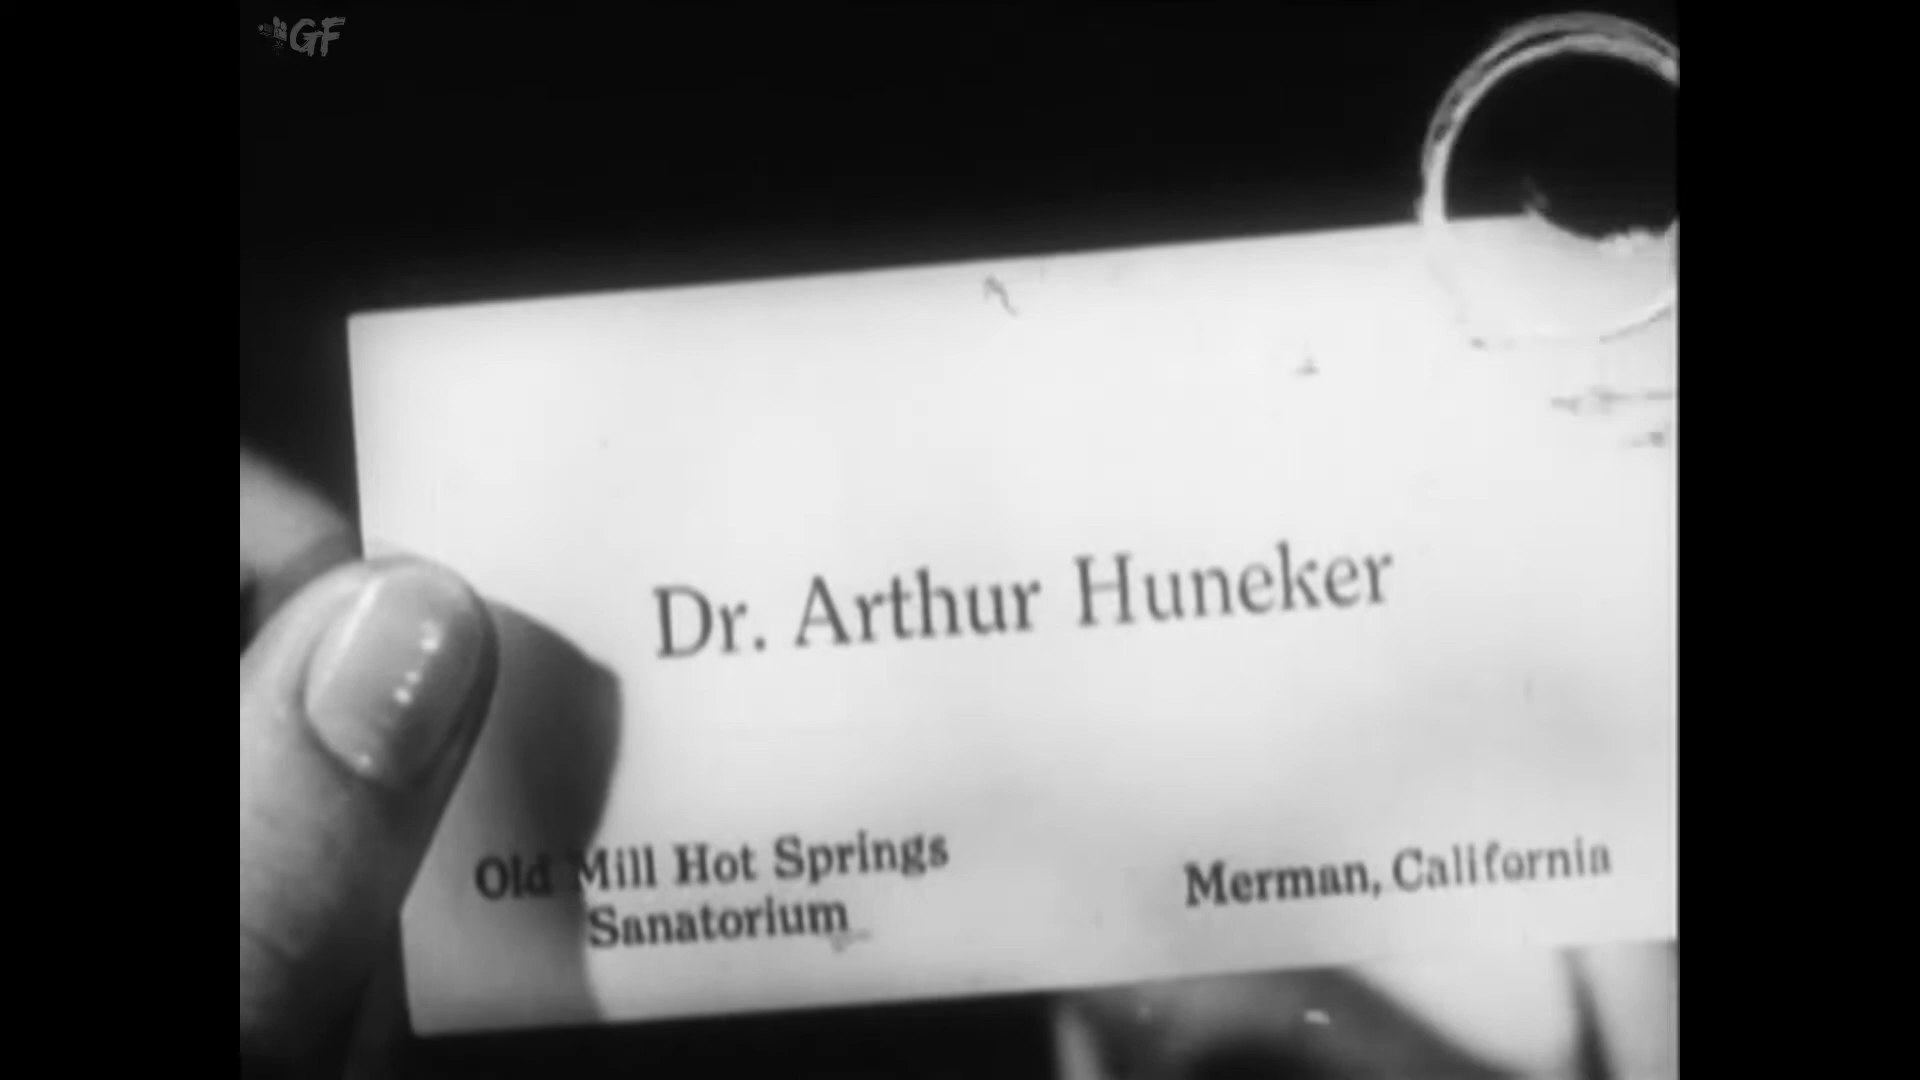 GF
Dr. Arthur Huneker
Old Mill Hot Springs
Sanatorium
Merman, California